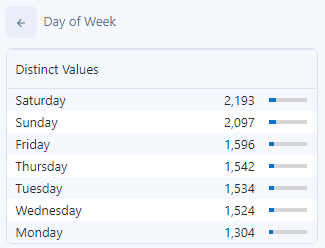 Day of Week
Distinct Values
Saturday 2,193
Sunday 2,097
Friday 1,596
Thursday 1,542
Tuesday 1,534
Wednesday 1,524
Monday 1,304